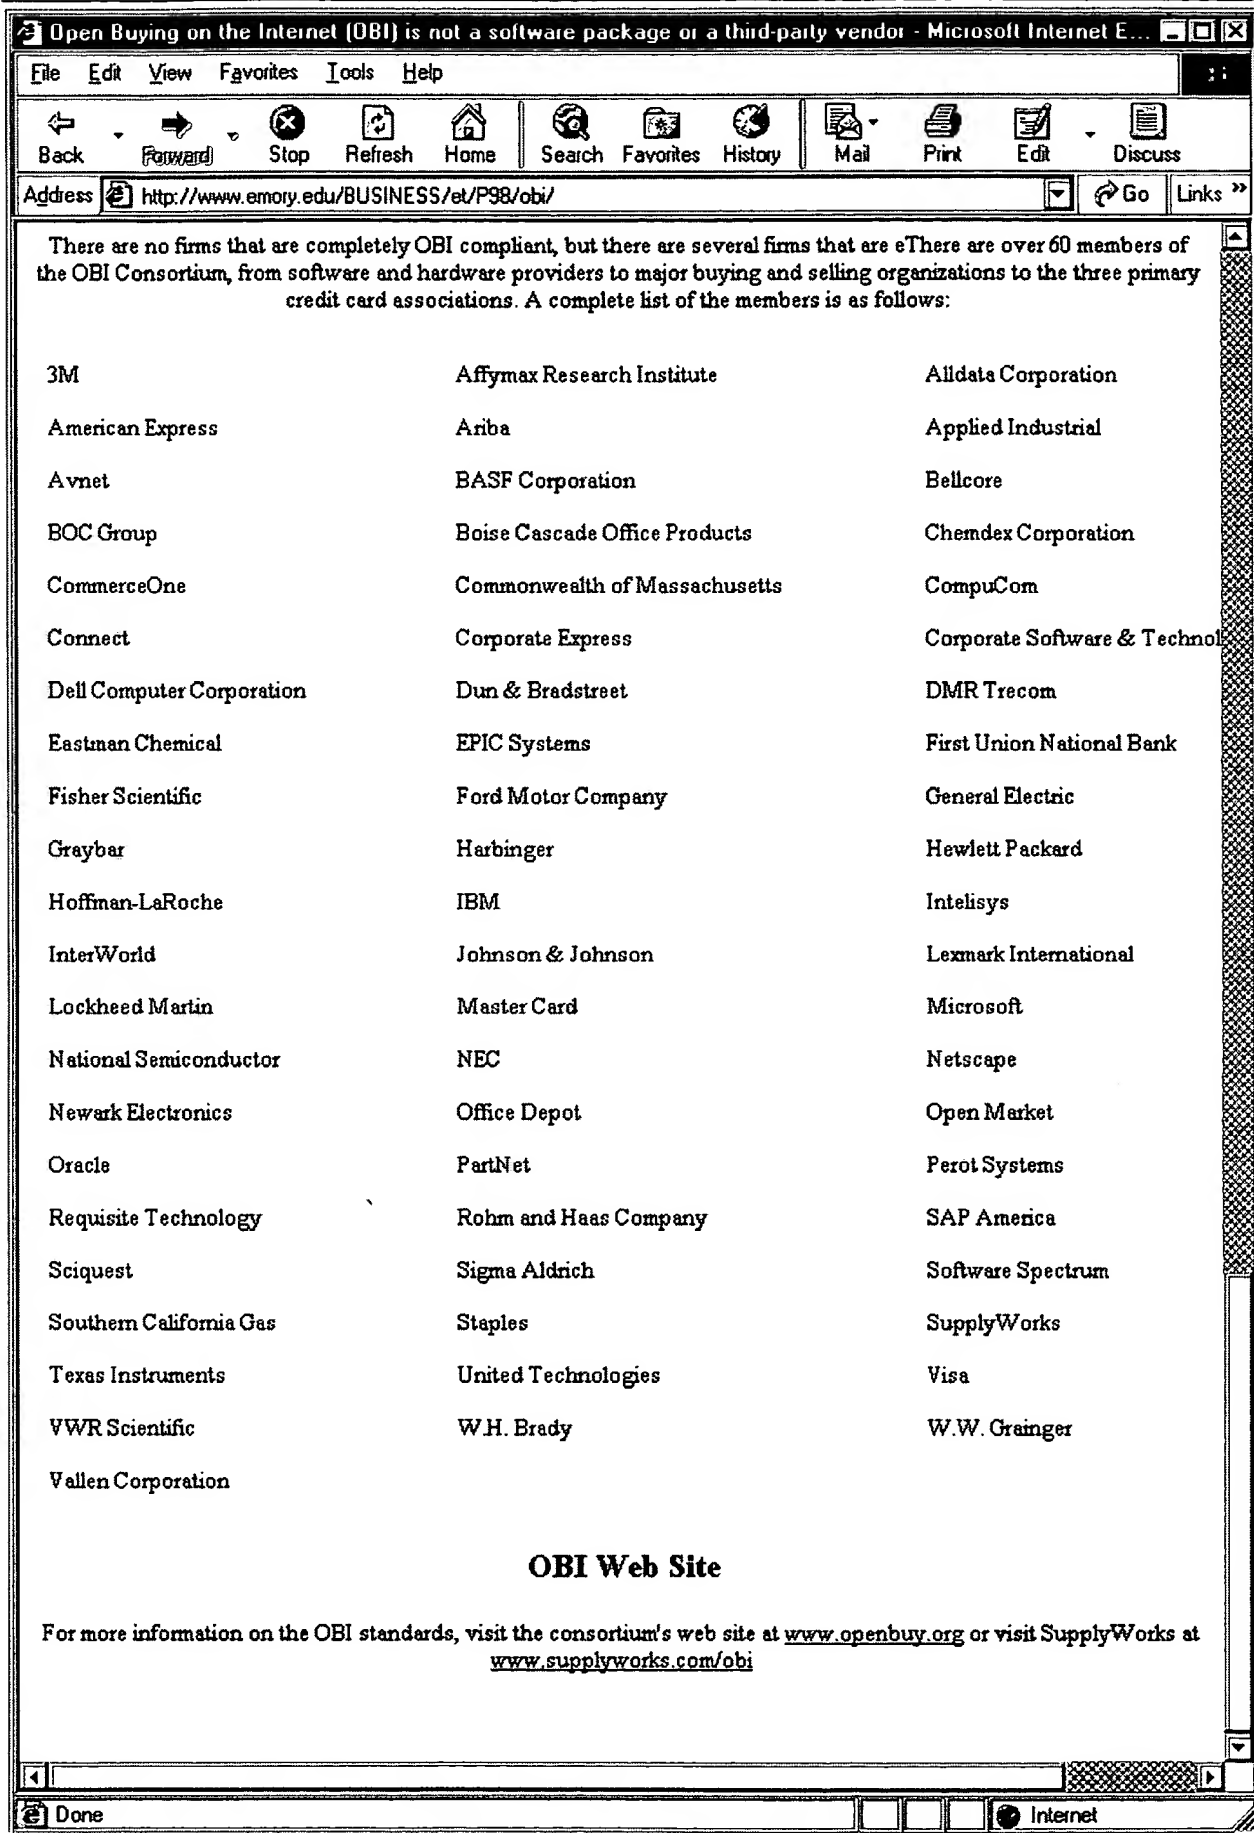 Open Buying on the Internet (OBI) is not a software package or a third-party vendor - Microsoft Internet E...
File Edit View Favorites Tools Help
Back Forward Stop Refresh Home Search Favorites History Mail Print Edit Discuss
Address http://www.emory.edu/BUSINESS/et/P98/obi/ Go Links »
There are no firms that are completely OBI compliant, but there are several firms that are eThere are over 60 members of
the OBI Consortium, from software and hardware providers to major buying and selling organizations to the three primary
credit card associations. A complete list of the members is as follows:
3M Affymax Research Institute Alldata Corporation
American Express Ariba Applied Industrial
Avnet BASF Corporation Bellcore
BOC Group Boise Cascade Office Products Chemdex Corporation
CommerceOne Commonwealth of Massachusetts CompuCom
Connect Corporate Express Corporate Software & Technol
Dell Computer Corporation Dun & Bradstreet DMR Trecom
Eastman Chemical EPIC Systems First Union National Bank
Fisher Scientific Ford Motor Company General Electric
Graybar Harbinger Hewlett Packard
Hoffman-LaRoche IBM Intelisys
InterWorld Johnson & Johnson Lexmark International
Lockheed Martin Master Card Microsoft
National Semiconductor NEC Netscape
Newark Electronics Office Depot Open Market
Oracle PartNet Perot Systems
Requisite Technology Rohm and Haas Company SAP America
Sciquest Sigma Aldrich Software Spectrum
Southern California Gas Staples SupplyWorks
Texas Instruments United Technologies Visa
VWR Scientific W.H. Brady W.W. Grainger
Vallen Corporation
OBI Web Site
For more information on the OBI standards, visit the consortium's web site at www.openbuy.org or visit SupplyWorks at
www.supplyworks.com/obi
Done Internet